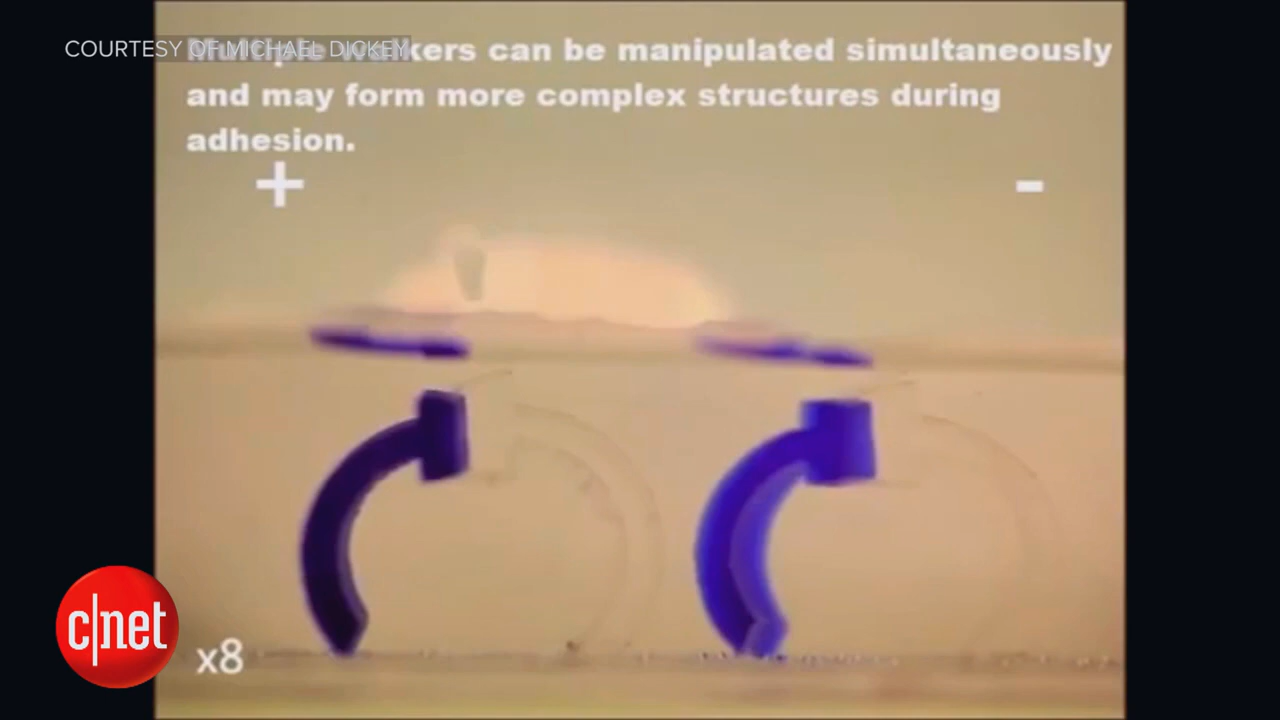 COURTESY OF MICHAEL DICKEY
kers can be manipulated simultaneously
and may form more complex structures during
adhesion.
+ -
c|net
x8